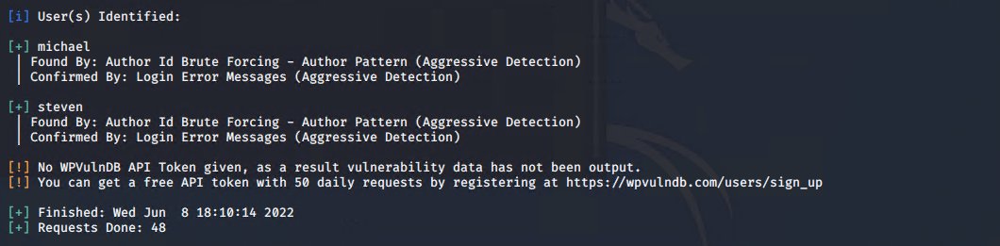 [i] User(s) Identified:
[+] michael
| Found By: Author Id Brute Forcing - Author Pattern (Aggressive Detection)
| Confirmed By: Login Error Messages (Aggressive Detection)
[+] steven
| Found By: Author Id Brute Forcing - Author Pattern (Aggressive Detection)
| Confirmed By: Login Error Messages (Aggressive Detection)
[!] No WPVulnDB API Token given, as a result vulnerability data has not been output.
[!] You can get a free API token with 50 daily requests by registering at https://wpvulndb.com/users/sign_up
[+] Finished: Wed Jun  8 18:10:14 2022
[+] Requests Done: 48